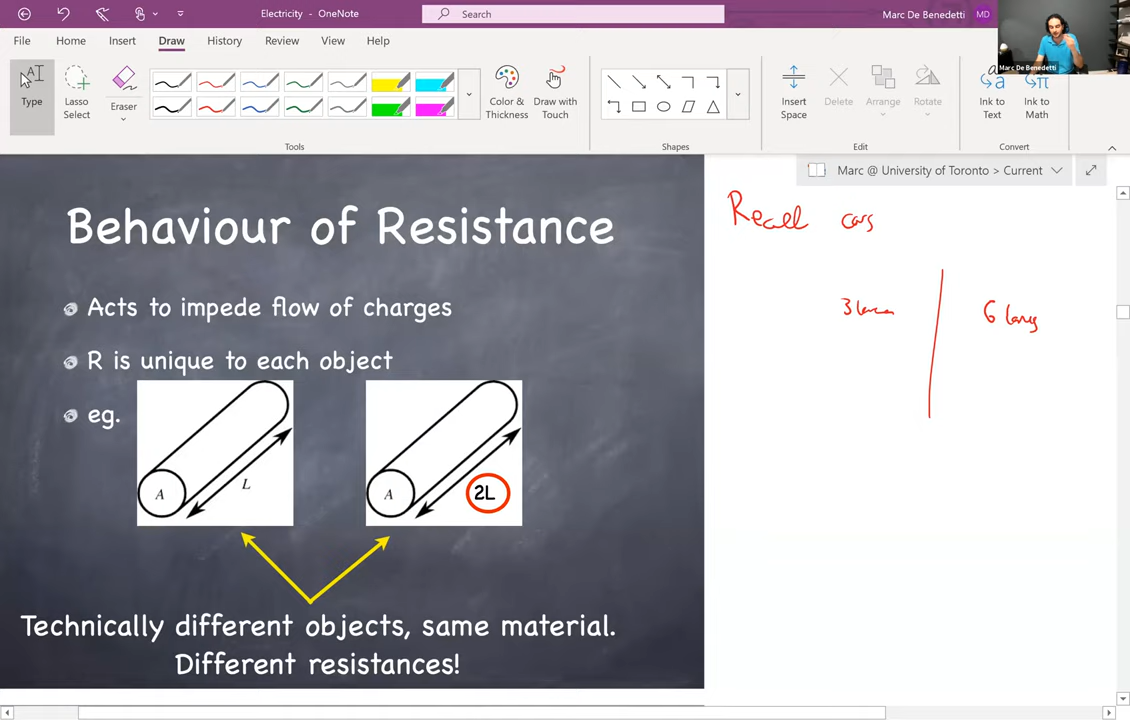 Electricity - OneNote
Search
Marc De Benedetti
MD
Marc De Benedetti
File
Home
Insert
Draw
History
Review
View
Help
Type
Lasso
Select
Eraser
Color &
Thickness
Draw with
Touch
Insert
Space
Delete
Arrange
Rotate
Ink to
Text
Ink to
Math
Tools
Shapes
Edit
Convert
Marc @ University of Toronto > Current
Behaviour of Resistance
Acts to impede flow of charges
R is unique to each object
eg.
A
L
A
2L
Technically different objects, same material.
Different resistances!
Recall cars
3
6